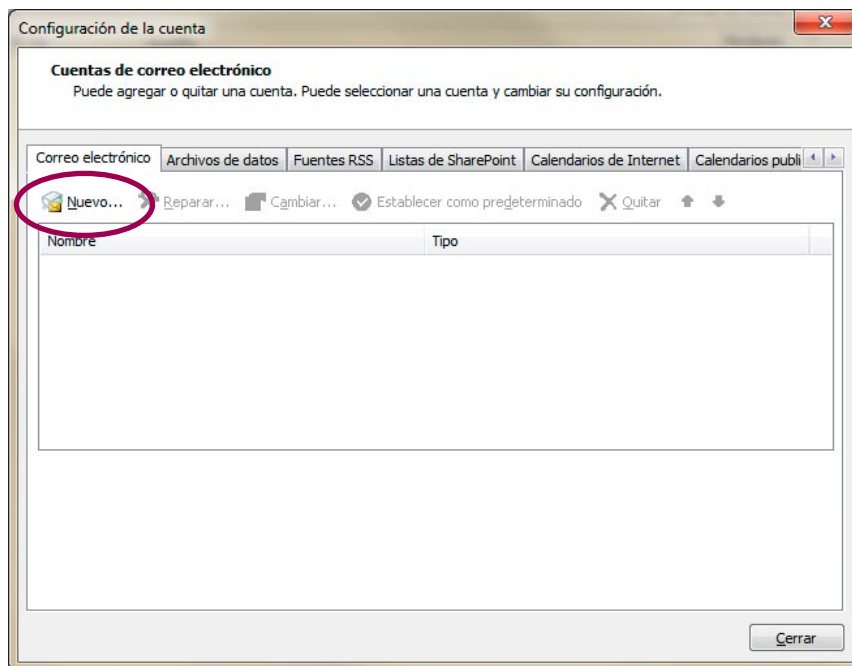 Configuración de la cuenta
Cuentas de correo electrónico
Puede agregar o quitar una cuenta. Puede seleccionar una cuenta y cambiar su configuración.
Correo electrónico Archivos de datos Fuentes RSS Listas de SharePoint Calendarios de Internet Calendarios publi
Nuevo... Reparar... Cambiar... Establecer como predeterminado Quitar
Nombre Tipo
Cerrar